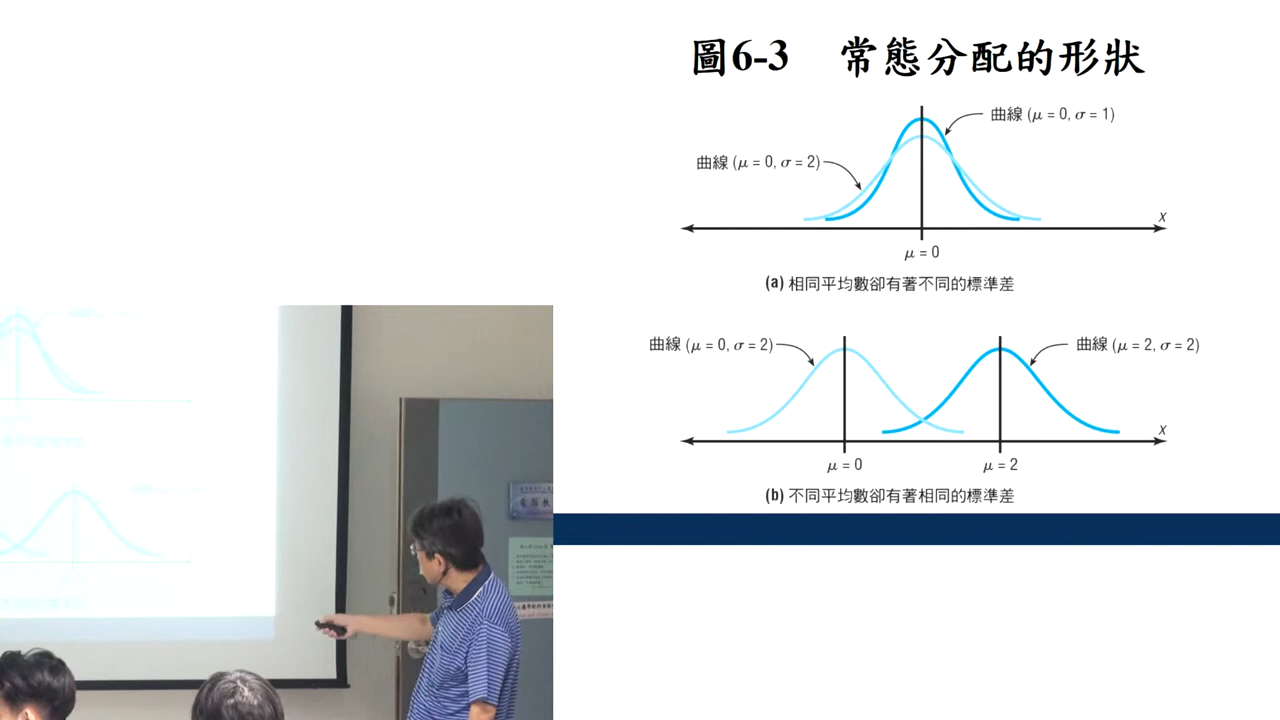 圖6-3 常態分配的形狀
曲線 (μ = 0, σ = 1)
曲線 (μ = 0, σ = 2)
x
μ = 0
(a) 相同平均數卻有著不同的標準差
曲線 (μ = 0, σ = 2)
曲線 (μ = 2, σ = 2)
x
μ = 0
μ = 2
(b) 不同平均數卻有著相同的標準差